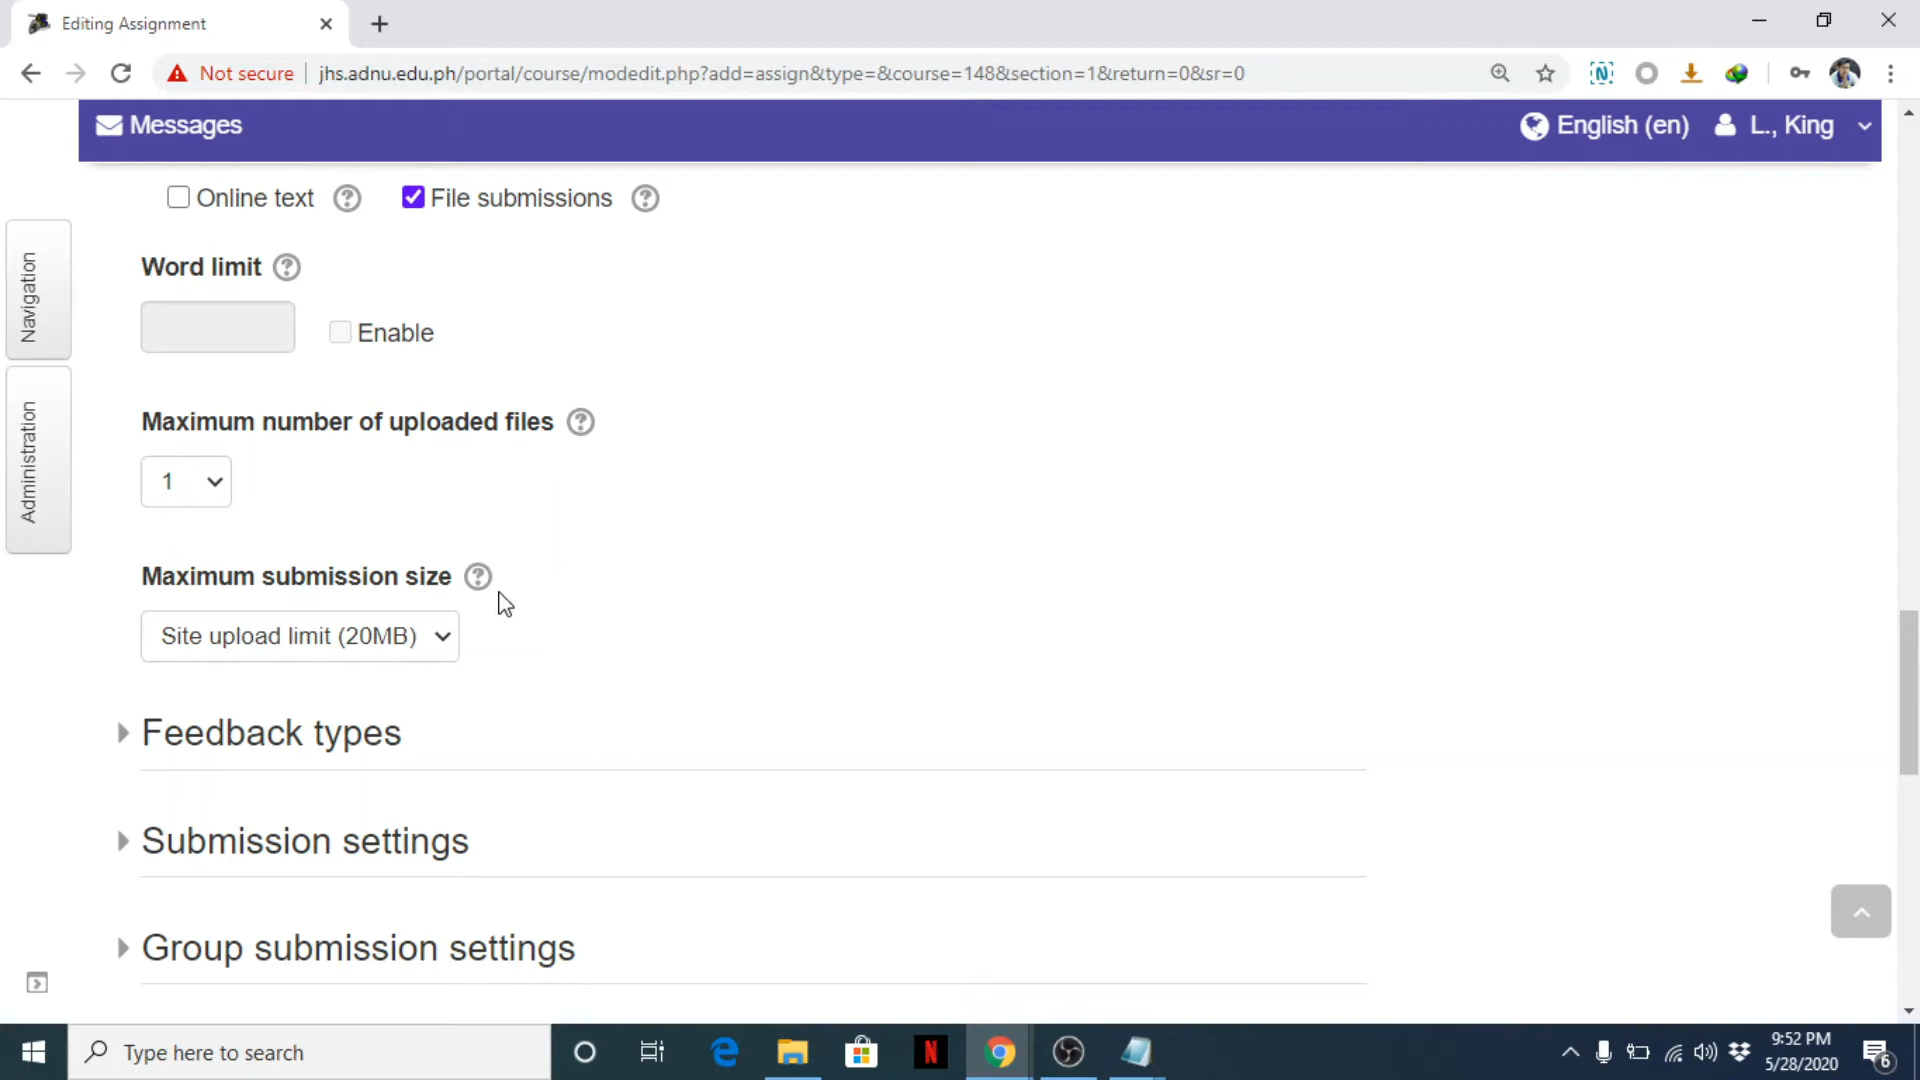 Editing Assignment
Not secure jhs.adnu.edu.ph/portal/course/modedit.php?add=assign&type=&course=148&section=1&return=0&sr=0
Messages English (en) L., King
Online text File submissions
Navigation
Word limit
Enable
Administration
Maximum number of uploaded files
1
Maximum submission size
Site upload limit (20MB)
Feedback types
Submission settings
Group submission settings
Type here to search
9:52 PM
5/28/2020
6